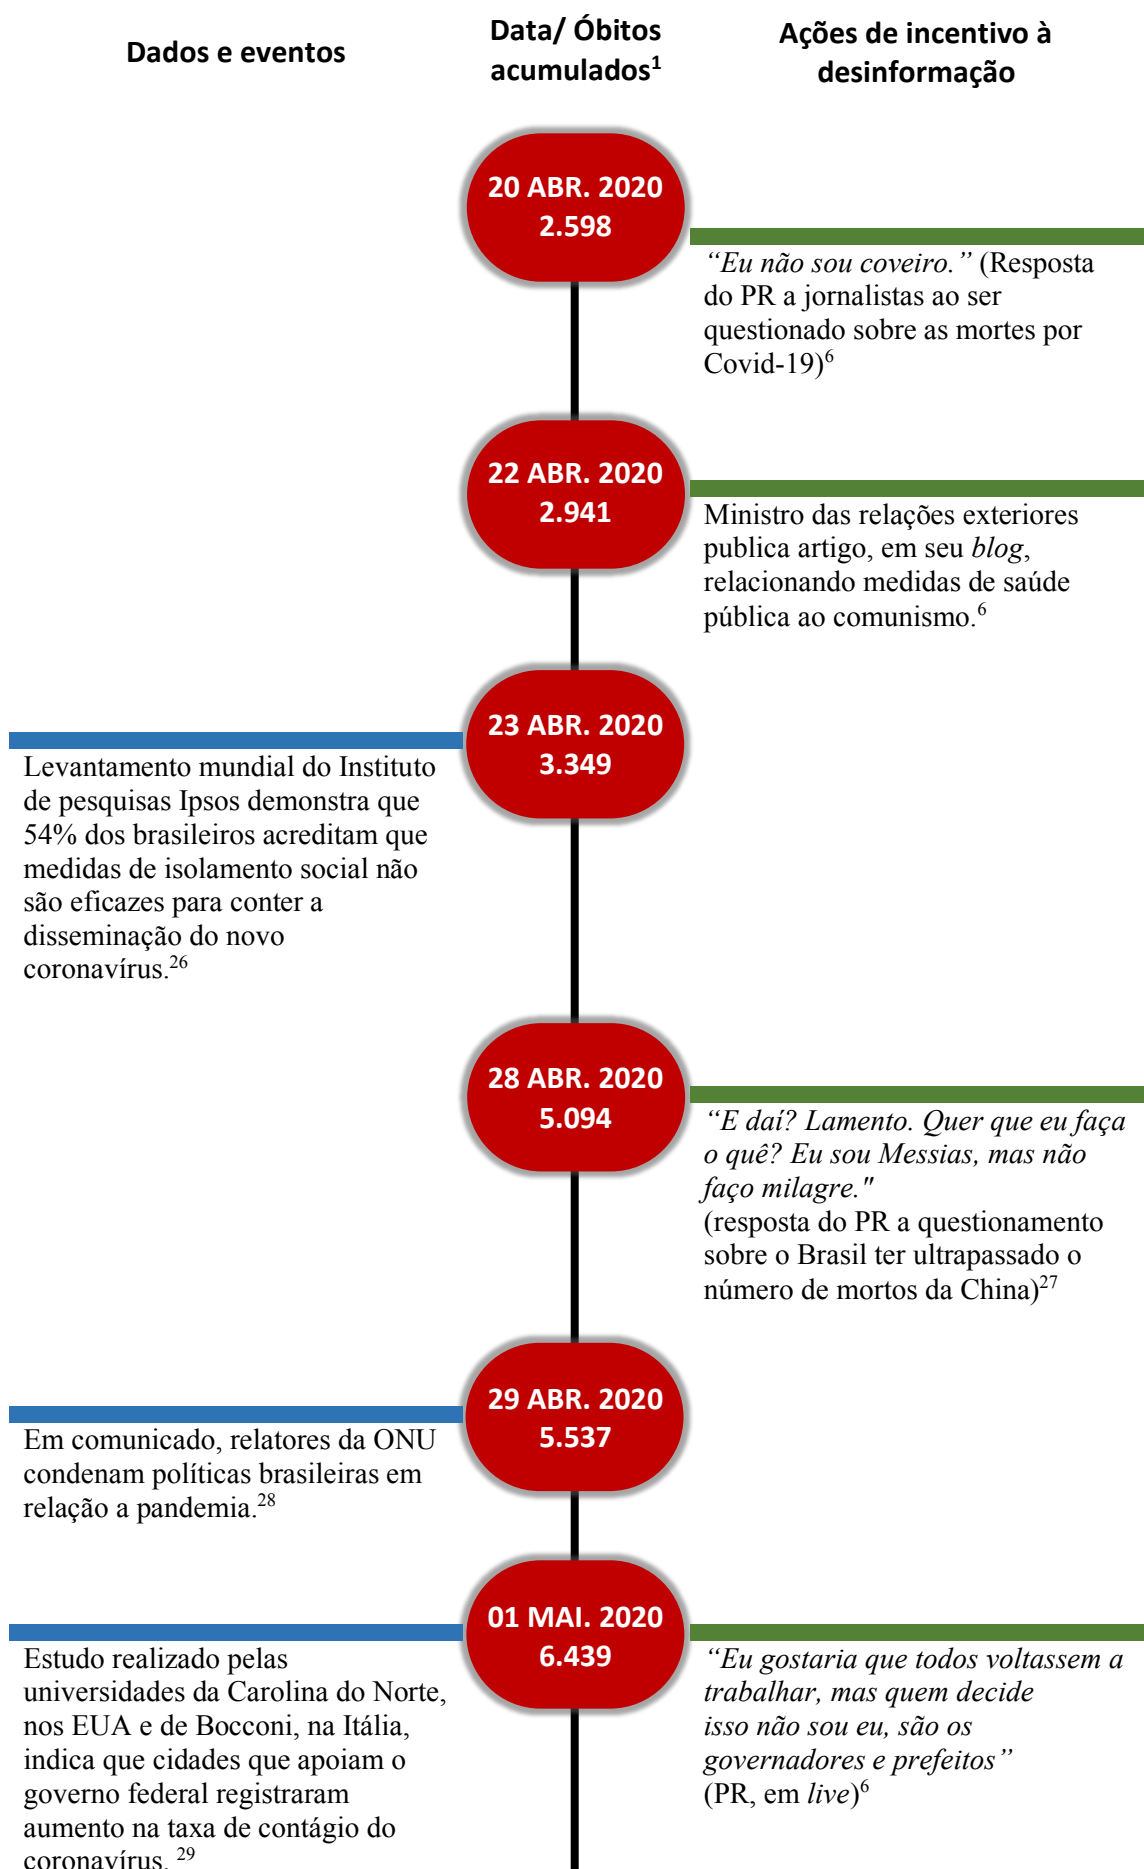 Dados e eventos
Data/ Óbitos
acumulados¹
Ações de incentivo à
desinformação
20 ABR. 2020
2.598
“Eu não sou coveiro.” (Resposta
do PR a jornalistas ao ser
questionado sobre as mortes por
Covid-19)⁶
22 ABR. 2020
2.941
Ministro das relações exteriores
publica artigo, em seu blog,
relacionando medidas de saúde
pública ao comunismo.⁶
23 ABR. 2020
3.349
Levantamento mundial do Instituto
de pesquisas Ipsos demonstra que
54% dos brasileiros acreditam que
medidas de isolamento social não
são eficazes para conter a
disseminação do novo
coronavírus.²⁶
28 ABR. 2020
5.094
“E daí? Lamento. Quer que eu faça
o quê? Eu sou Messias, mas não
faço milagre."
(resposta do PR a questionamento
sobre o Brasil ter ultrapassado o
número de mortos da China)²⁷
29 ABR. 2020
5.537
Em comunicado, relatores da ONU
condenam políticas brasileiras em
relação a pandemia.²⁸
01 MAI. 2020
6.439
Estudo realizado pelas
universidades da Carolina do Norte,
nos EUA e de Bocconi, na Itália,
indica que cidades que apoiam o
governo federal registraram
aumento na taxa de contágio do
coronavírus. ²⁹
“Eu gostaria que todos voltassem a
trabalhar, mas quem decide
isso não sou eu, são os
governadores e prefeitos”
(PR, em live)⁶